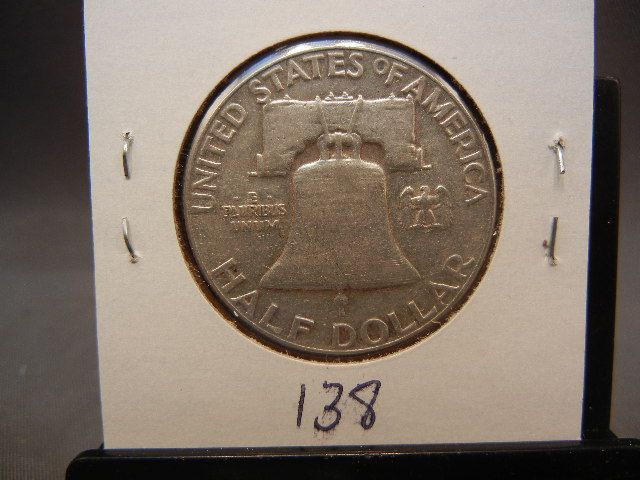 UNITED STATES OF AMERICA
E
PLURIBUS
UNUM
HALF DOLLAR
138